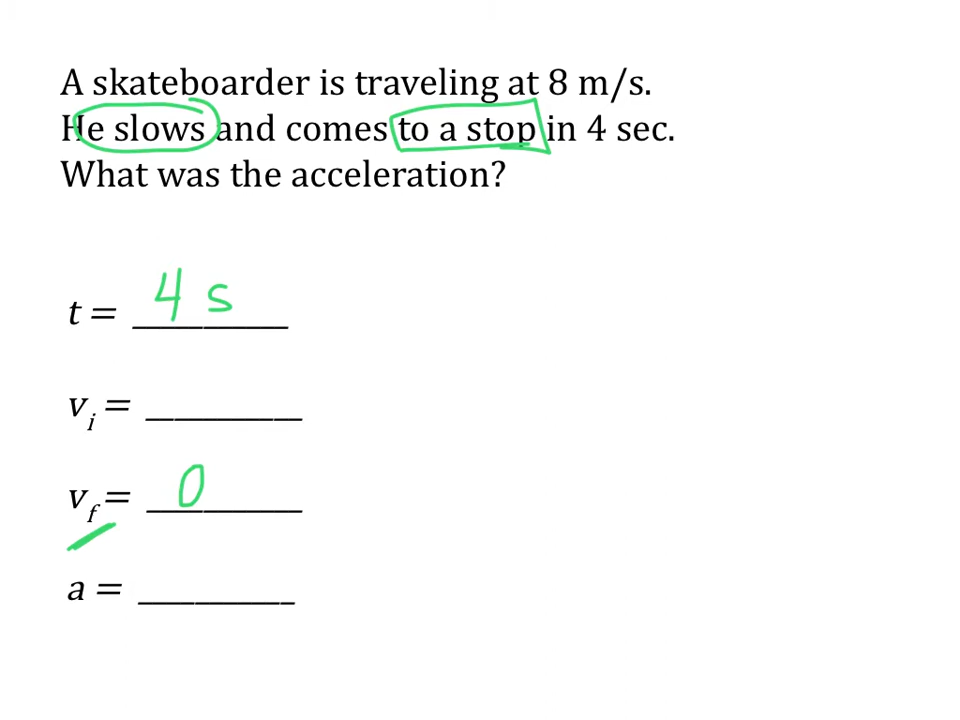 A skateboarder is traveling at 8 m/s.
He slows and comes to a stop in 4 sec.
What was the acceleration?
t = 4 s
vi =
vf = 0
a =